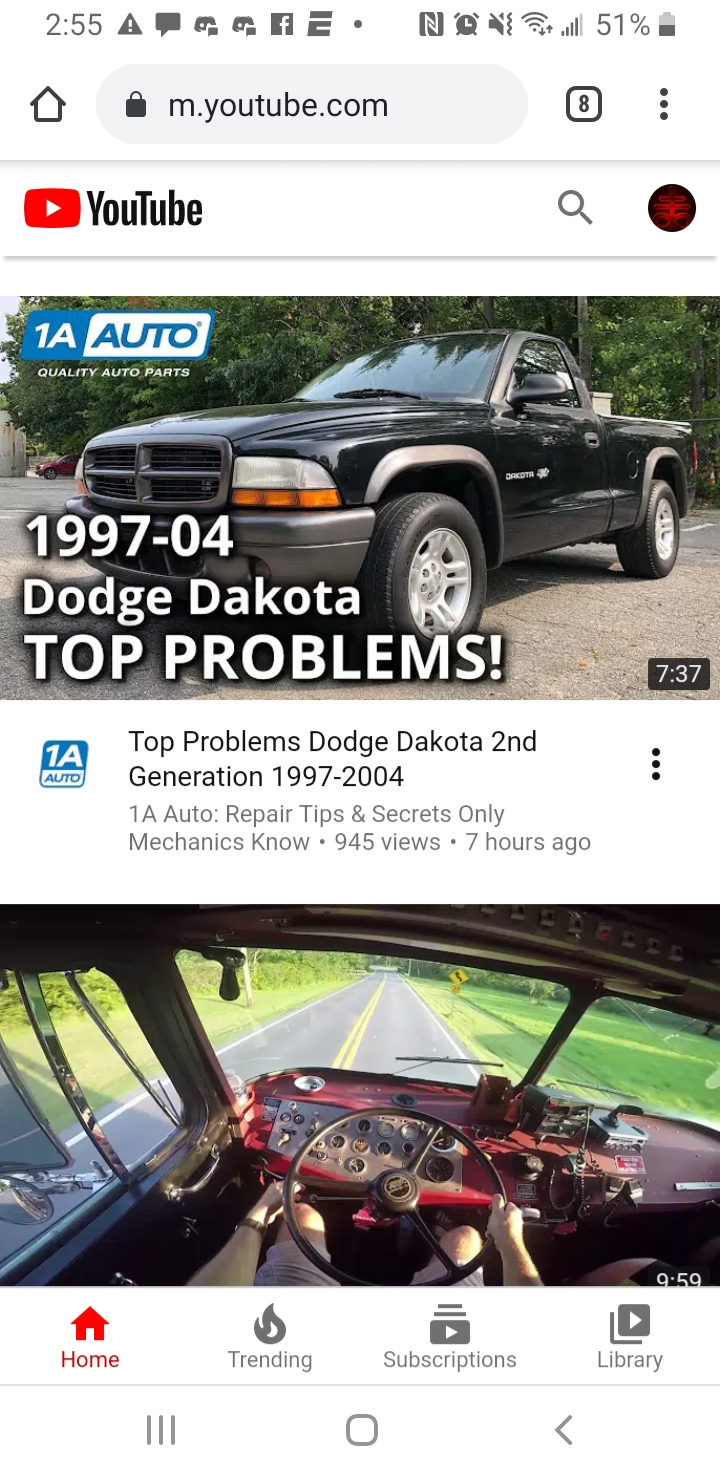 2:55
51%
m.youtube.com
8
YouTube
1A AUTO
QUALITY AUTO PARTS
DAKOTA
1997-04
Dodge Dakota
TOP PROBLEMS!
7:37
1A
AUTO
Top Problems Dodge Dakota 2nd
Generation 1997-2004
1A Auto: Repair Tips & Secrets Only
Mechanics Know • 945 views • 7 hours ago
9:59
Home
Trending
Subscriptions
Library